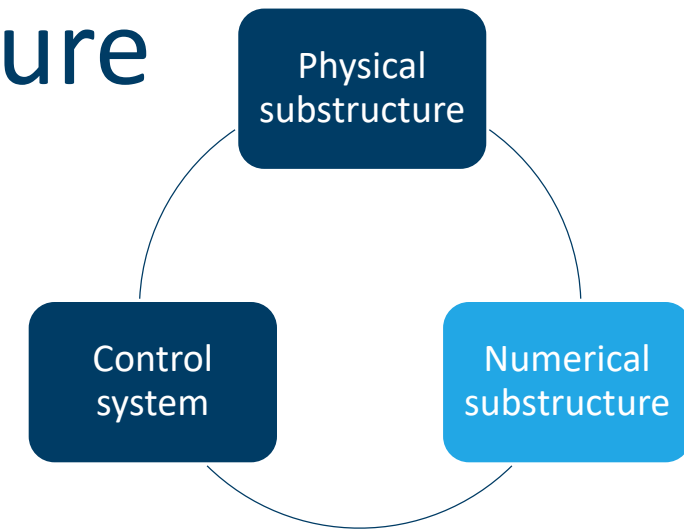 ure
Physical
substructure
Control
system
Numerical
substructure